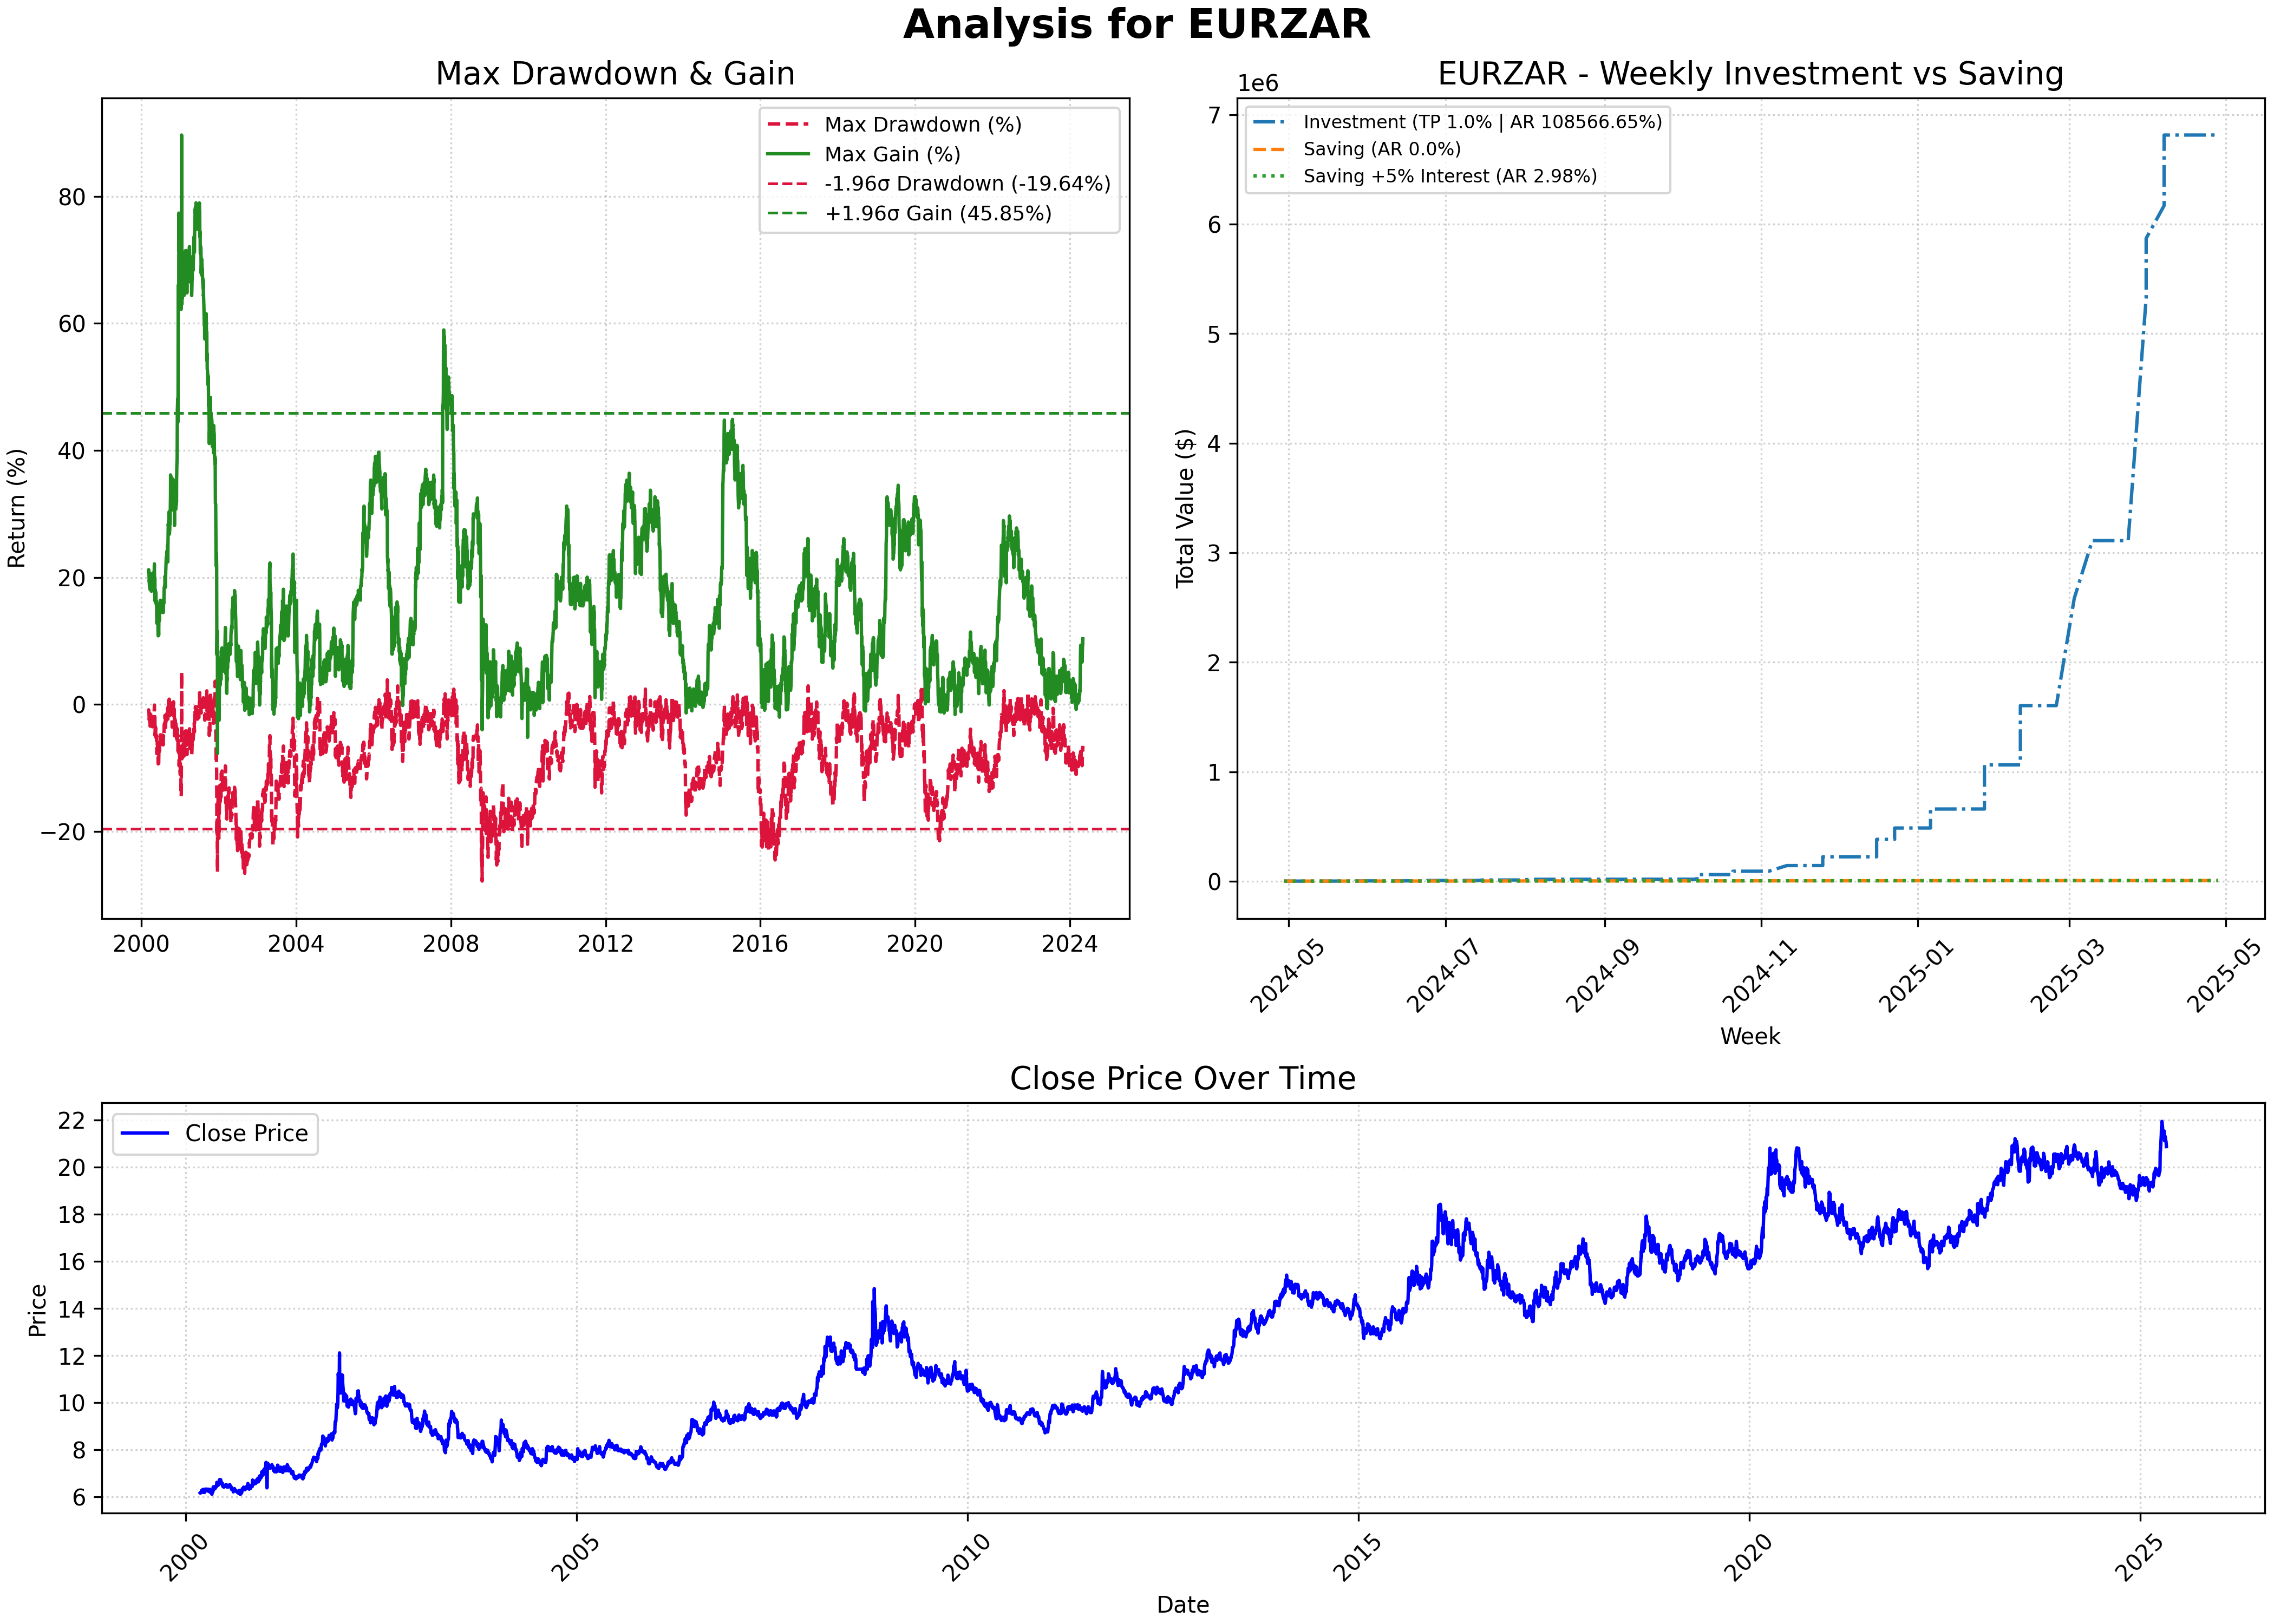 Analysis for EURZAR
Max Drawdown & Gain
Return (%)
80
60
40
20
0
−20
2000 2004 2008 2012 2016 2020 2024
Max Drawdown (%)
Max Gain (%)
-1.96σ Drawdown (-19.64%)
+1.96σ Gain (45.85%)
EURZAR - Weekly Investment vs Saving
1e6
Total Value ($)
7
6
5
4
3
2
1
0
Investment (TP 1.0% | AR 108566.65%)
Saving (AR 0.0%)
Saving +5% Interest (AR 2.98%)
2024-05 2024-07 2024-09 2024-11 2025-01 2025-03 2025-05
Week
Close Price Over Time
Price
22
20
18
16
14
12
10
8
6
Close Price
2000 2005 2010 2015 2020 2025
Date